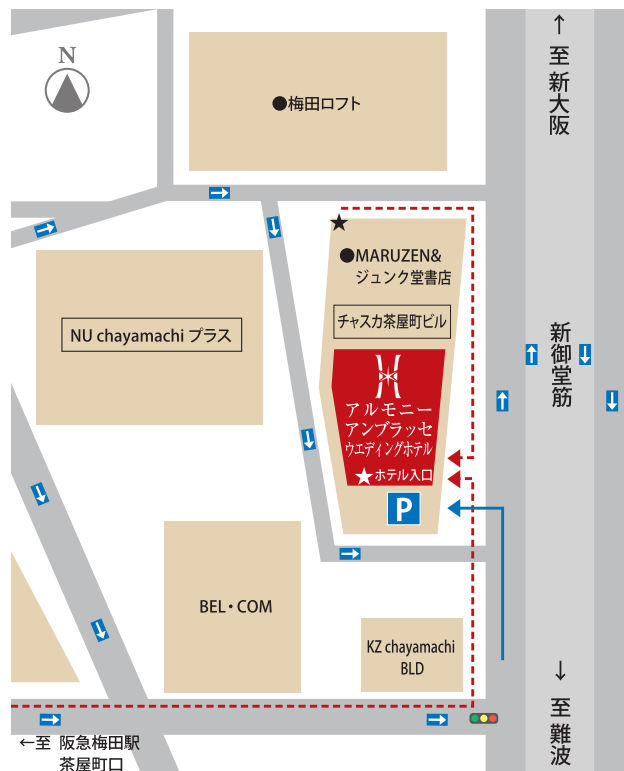 N
↑
至
新大阪
●梅田ロフト
★
●MARUZEN&
ジュンク堂書店
チャスカ茶屋町ビル
NU chayamachi プラス
新御堂筋
アルモニー
アンブラッセ
ウエディングホテル
★ホテル入口
P
BEL・COM
KZ chayamachi
BLD
↓
至
難波
←至 阪急梅田駅
茶屋町口